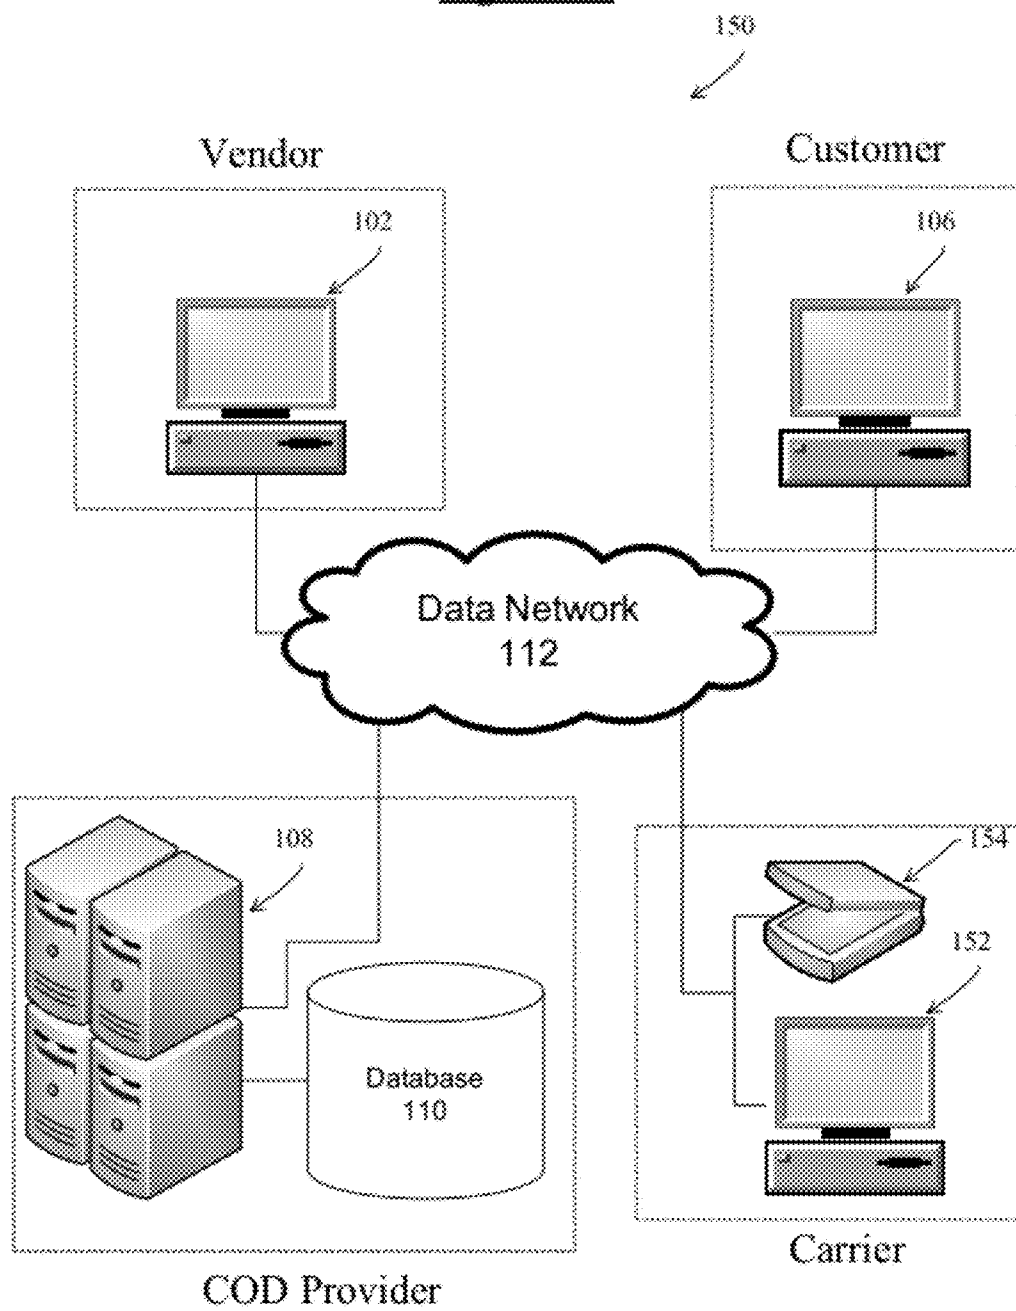 150
Vendor
Customer
102
106
Data Network
112
108
154
152
Database
110
Carrier
COD Provider